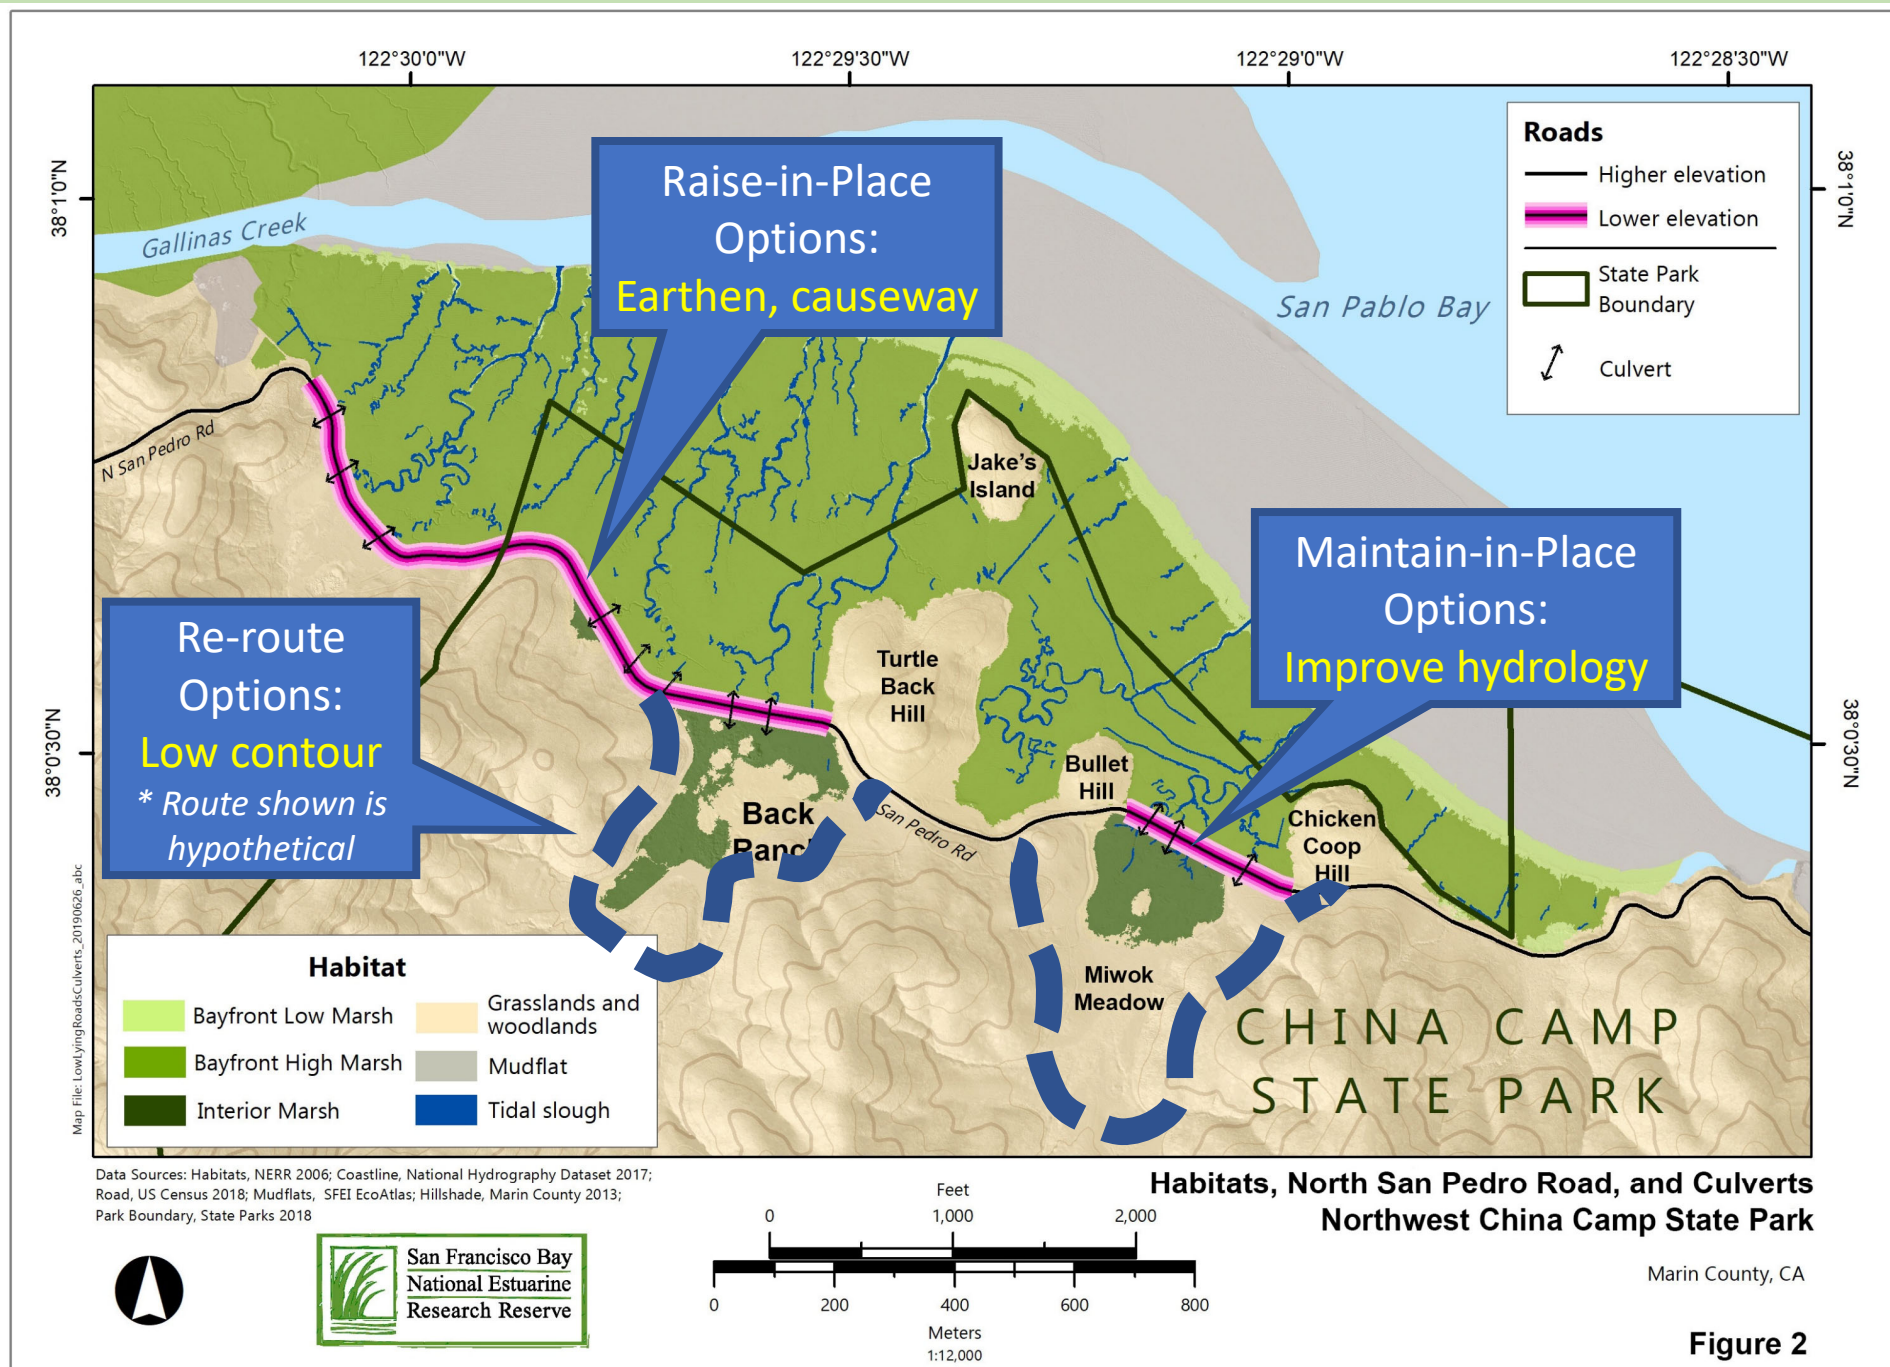 122°30'0"W
122°29'30"W
122°29'0"W
122°28'30"W
38°1'0"N
38°1'0"N
38°0'30"N
38°0'30"N
Roads
Higher elevation
Lower elevation
State Park
Boundary
Culvert
Raise-in-Place
Options:
Earthen, causeway
Gallinas Creek
San Pablo Bay
N San Pedro Rd
Jake's
Island
Maintain-in-Place
Options:
Improve hydrology
Re-route
Options:
Low contour
* Route shown is
hypothetical
Turtle
Back
Hill
Bullet
Hill
Back
Ranch
San Pedro Rd
Chicken
Coop
Hill
Miwok
Meadow
CHINA CAMP
STATE PARK
Habitat
Bayfront Low Marsh
Bayfront High Marsh
Interior Marsh
Grasslands and
woodlands
Mudflat
Tidal slough
Map File: LowLyingRoadsCulverts_20190626_abc
Data Sources: Habitats, NERR 2006; Coastline, National Hydrography Dataset 2017;
Road, US Census 2018; Mudflats, SFEI EcoAtlas; Hillshade, Marin County 2013;
Park Boundary, State Parks 2018
San Francisco Bay
National Estuarine
Research Reserve
Feet
0 1,000 2,000
0 200 400 600 800
Meters
1:12,000
Habitats, North San Pedro Road, and Culverts
Northwest China Camp State Park
Marin County, CA
Figure 2